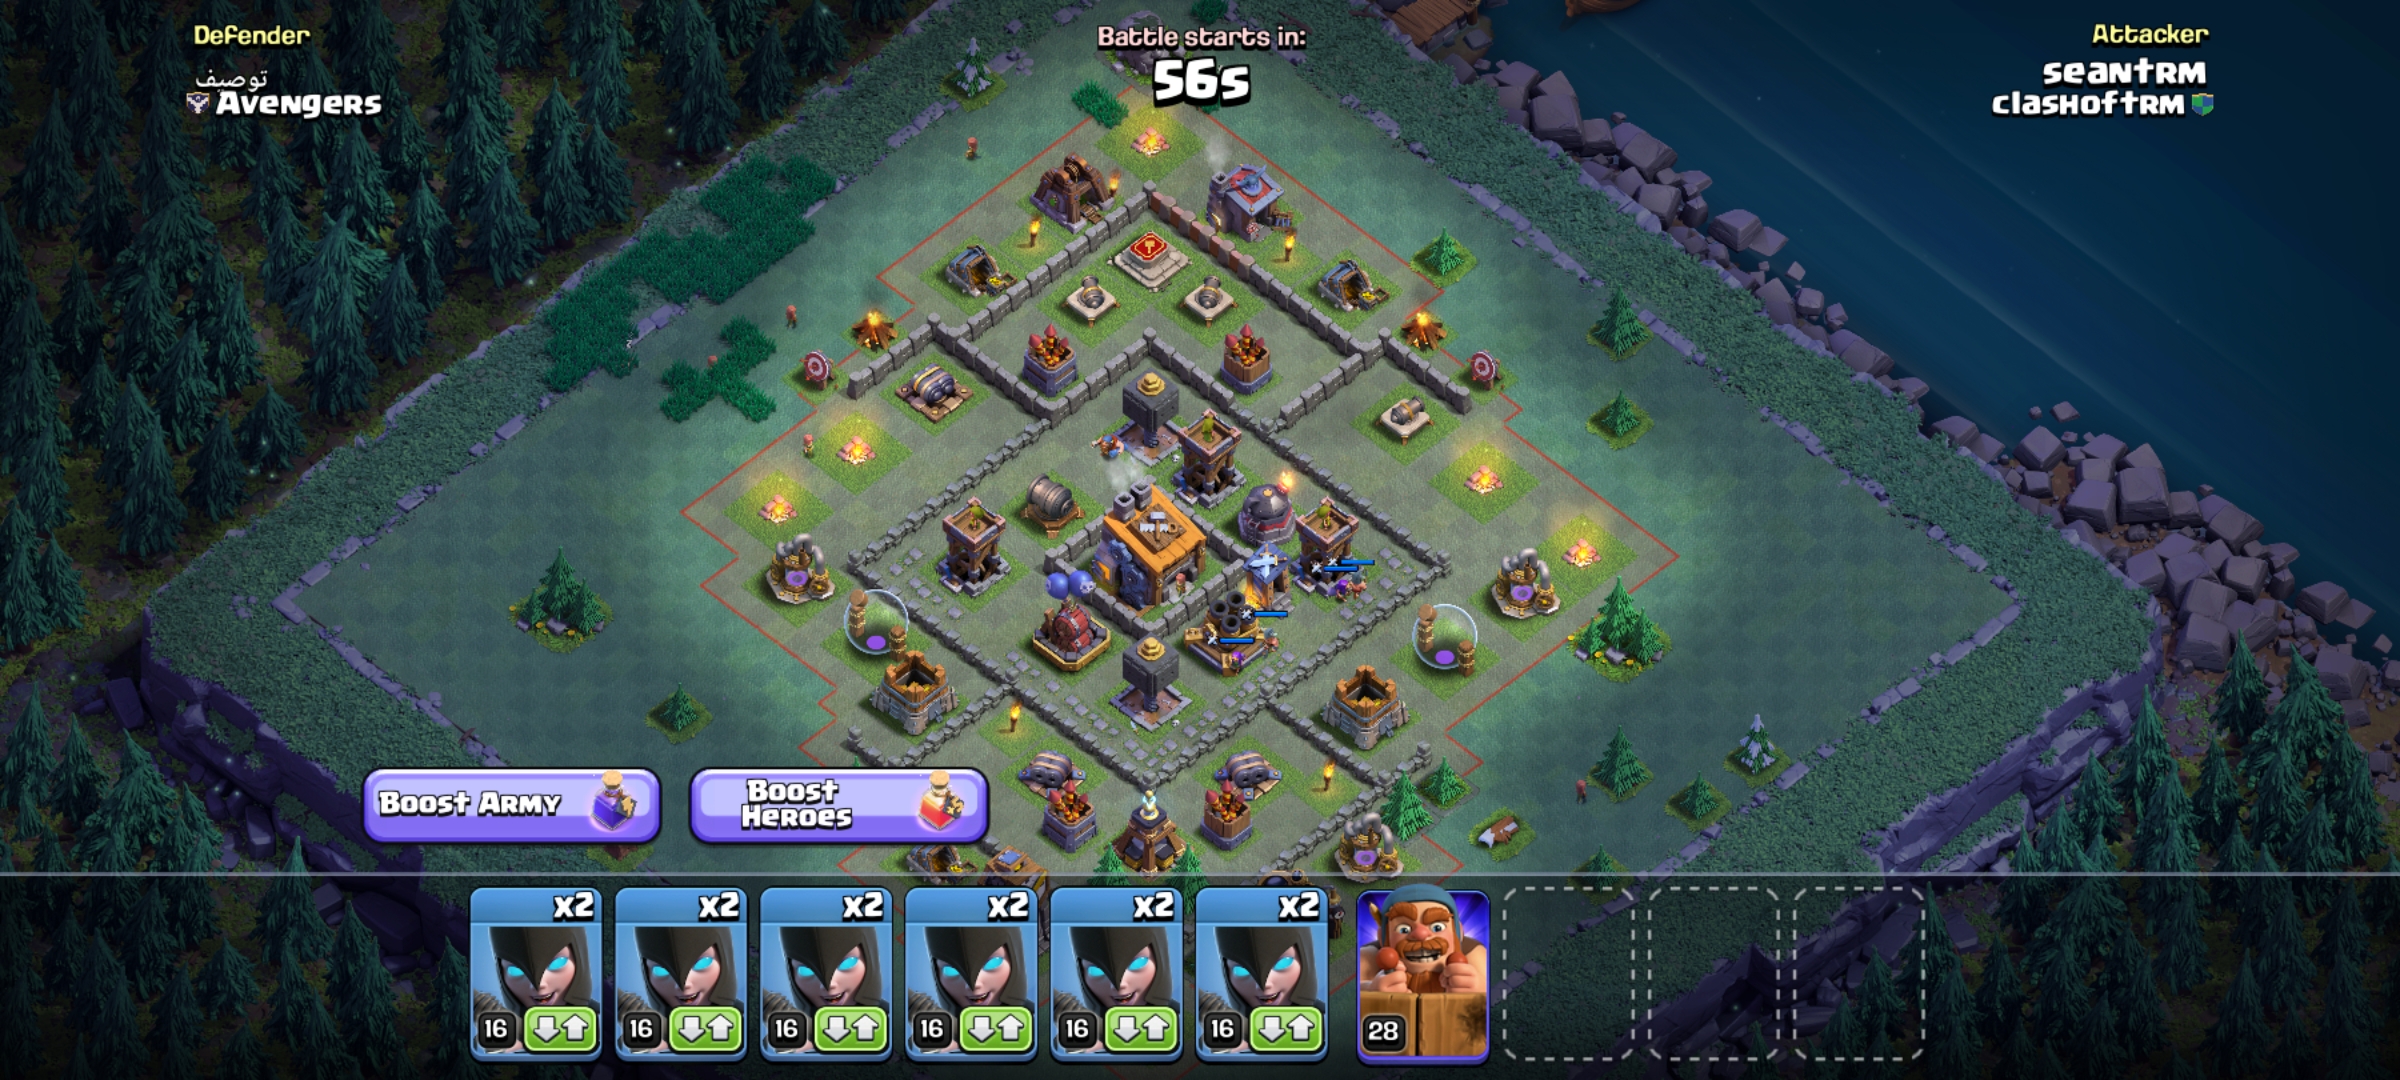 Defender
توصيف
Avengers
Battle starts in:
56s
Attacker
seantRM
clashoftRM
Boost Army
Boost
Heroes
x2
x2
x2
x2
x2
x2
16
16
16
16
16
16
28